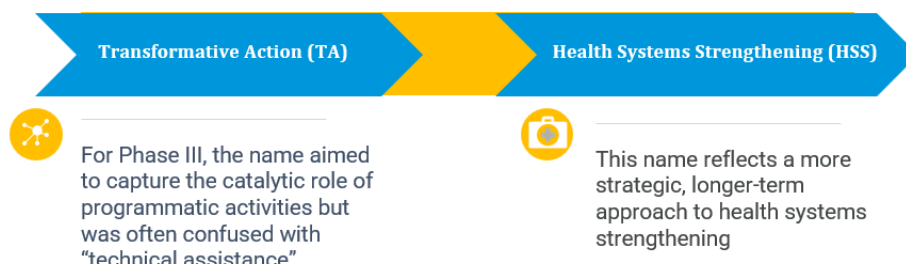 Transformative Action (TA)
Health Systems Strengthening (HSS)
For Phase III, the name aimed
to capture the catalytic role of
programmatic activities but
was often confused with
“technical assistance”
This name reflects a more
strategic, longer-term
approach to health systems
strengthening